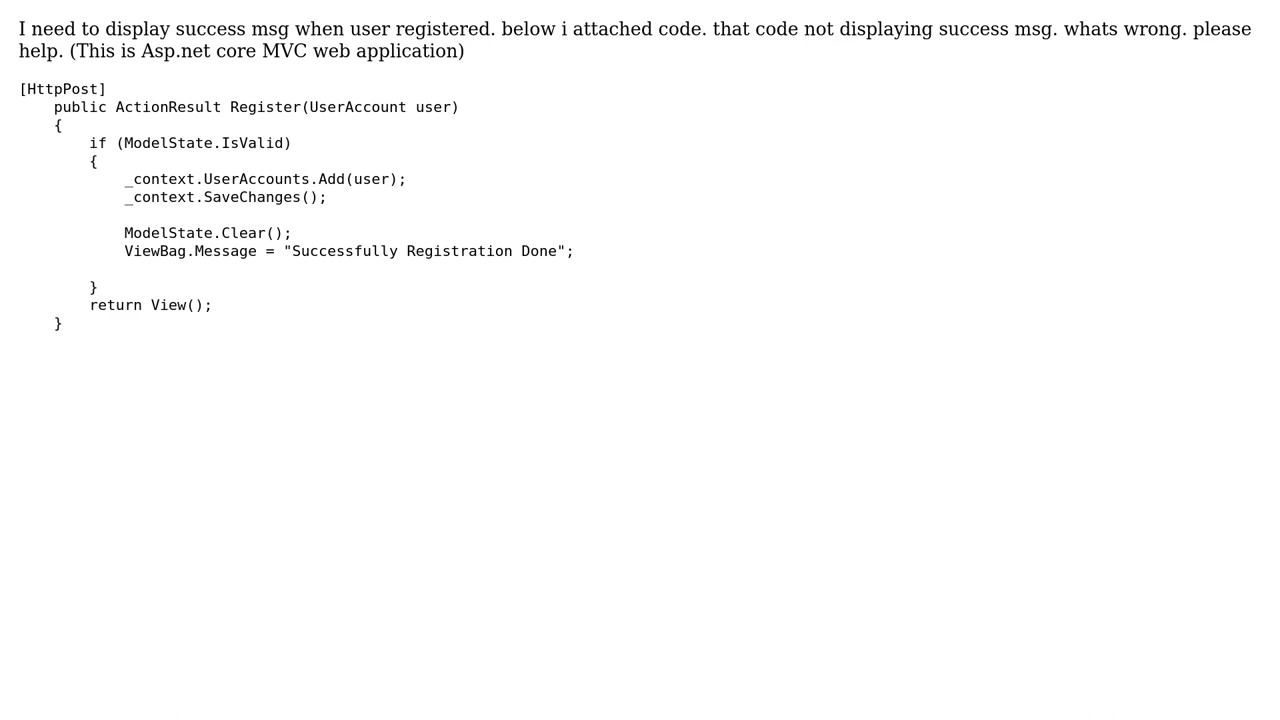 I need to display success msg when user registered. below i attached code. that code not displaying success msg. whats wrong. please
help. (This is Asp.net core MVC web application)
[HttpPost]
    public ActionResult Register(UserAccount user)
    {
        if (ModelState.IsValid)
        {
            _context.UserAccounts.Add(user);
            _context.SaveChanges();

            ModelState.Clear();
            ViewBag.Message = "Successfully Registration Done";

        }
        return View();
    }